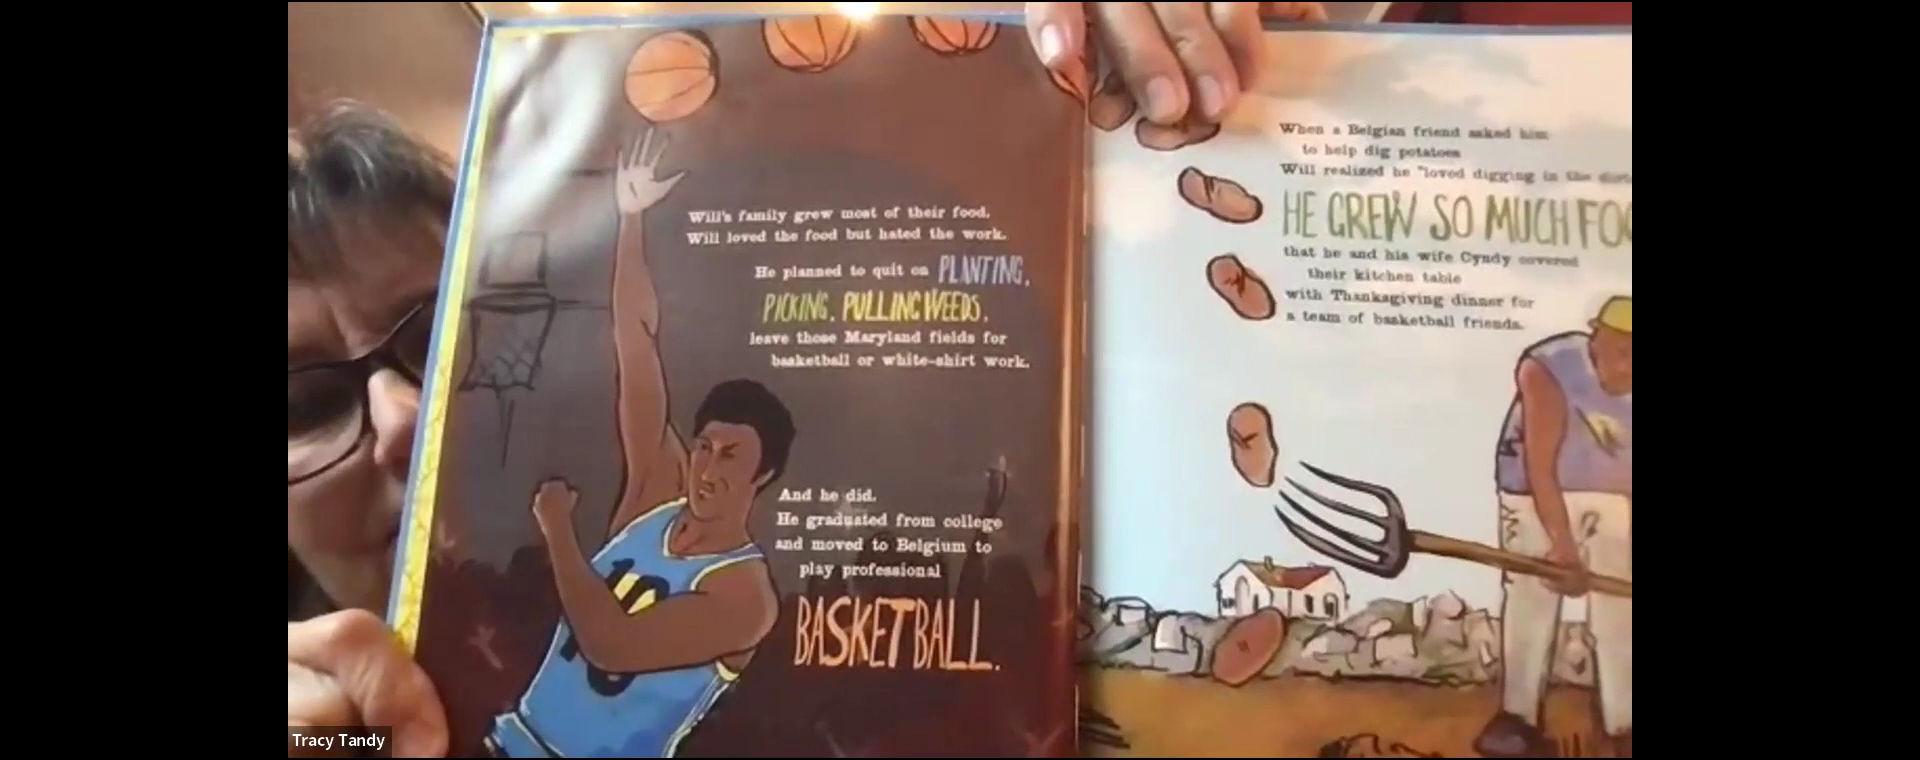 Will's family grew most of their food.
Will loved the food but hated the work.
He planned to quit on PLANTING,
PICKING, PULLING WEEDS,
leave those Maryland fields for
basketball or white-shirt work.
And he did.
He graduated from college
and moved to Belgium to
play professional
BASKETBALL.
When a Belgian friend asked him
to help dig potatoes
Will realized he "loved digging in the
HE GREW SO MUCH
that he and his wife Cyndy covered
their kitchen table
with Thanksgiving dinner for
a team of basketball friends.
10
Tracy Tandy